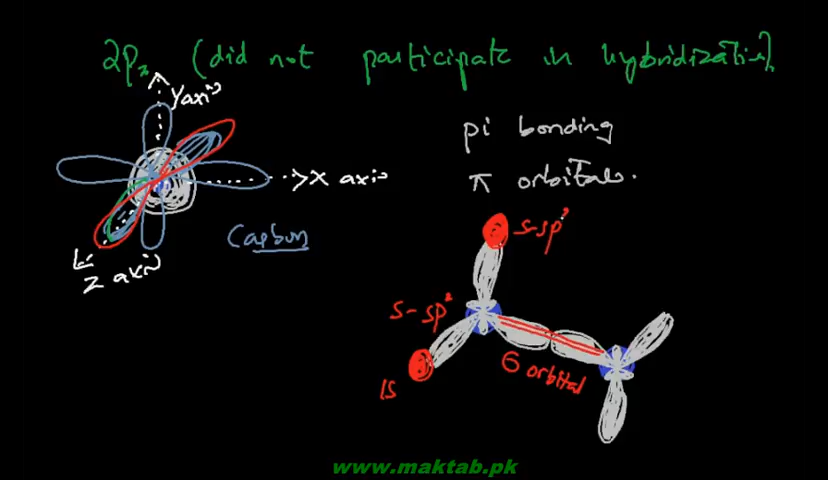 2pz (did not participate in hybridization)
Y axis
pi bonding
X axis
π orbitals.
Carbon
s-sp²
Z axis
s-sp²
6 orbital
1s
www.maktab.pk